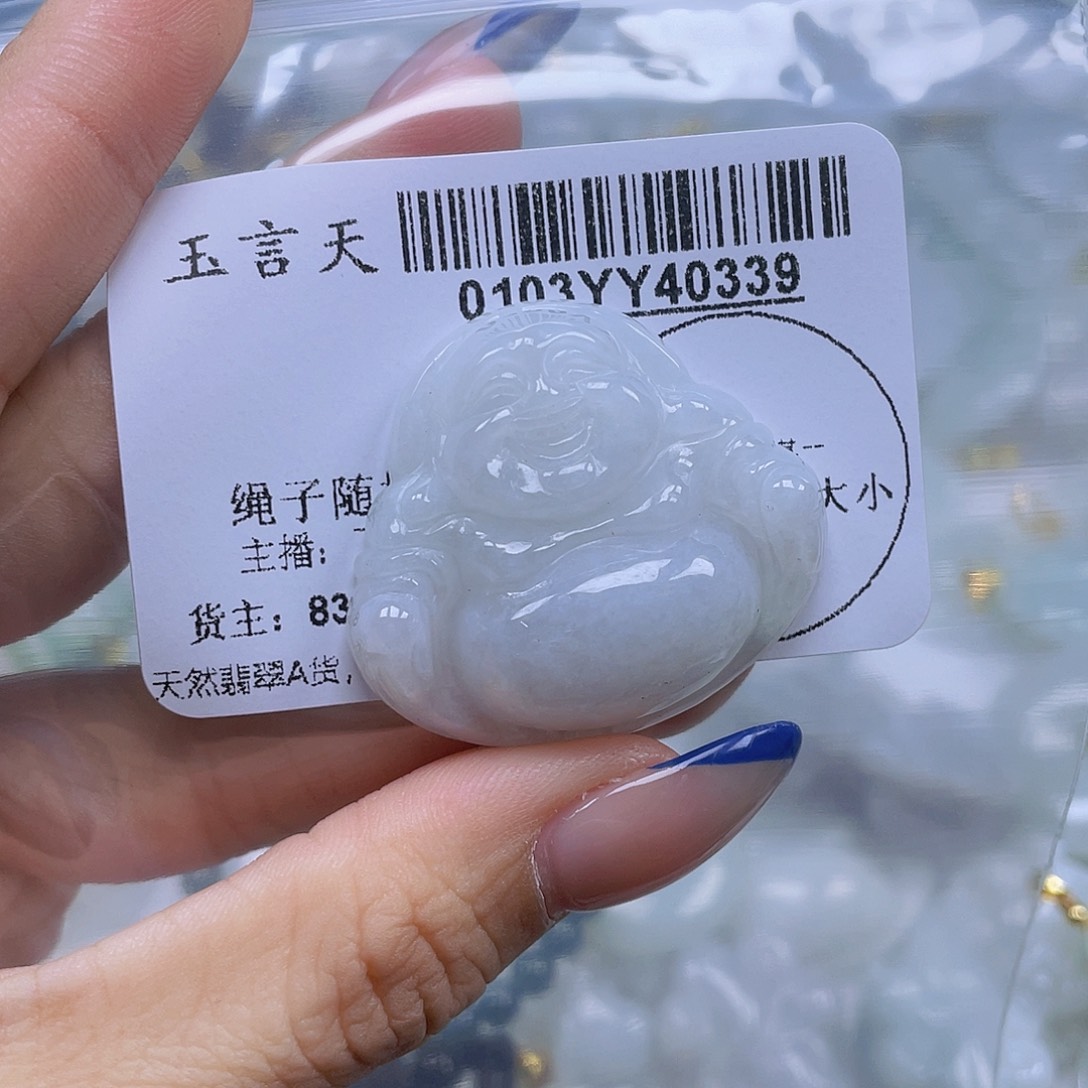 玉言天
0103YY40339
绳子随
大小
主播：
货主：83
天然翡翠A货，